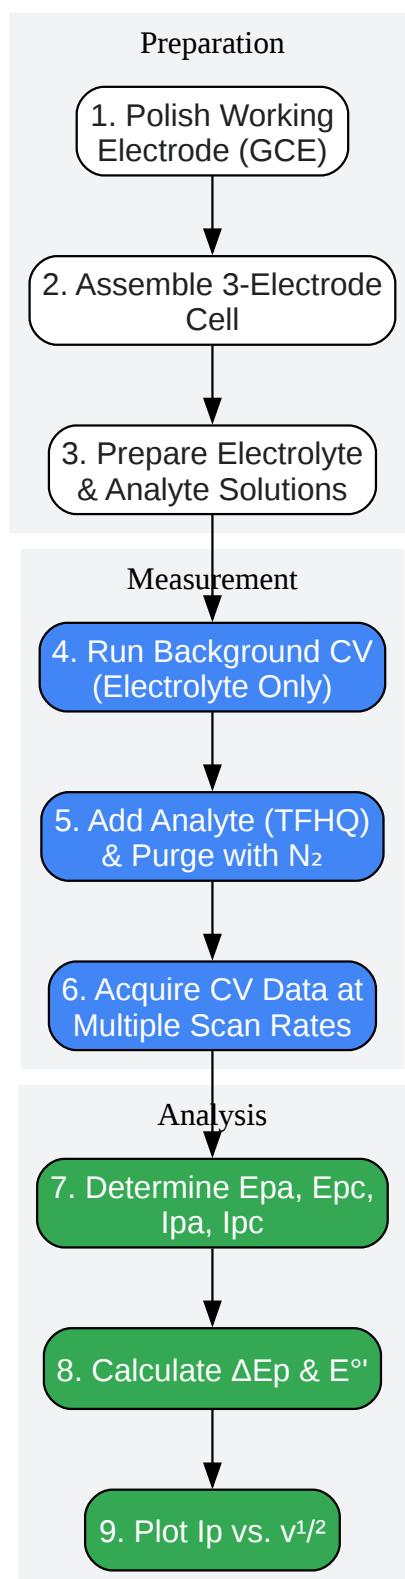 Preparation
1. Polish Working
Electrode (GCE)
2. Assemble 3-Electrode
Cell
3. Prepare Electrolyte
& Analyte Solutions
Measurement
4. Run Background CV
(Electrolyte Only)
5. Add Analyte (TFHQ)
& Purge with N₂
6. Acquire CV Data at
Multiple Scan Rates
Analysis
7. Determine Epa, Epc,
Ipa, Ipc
8. Calculate ΔEp & E°'
9. Plot Ip vs. v¹/²